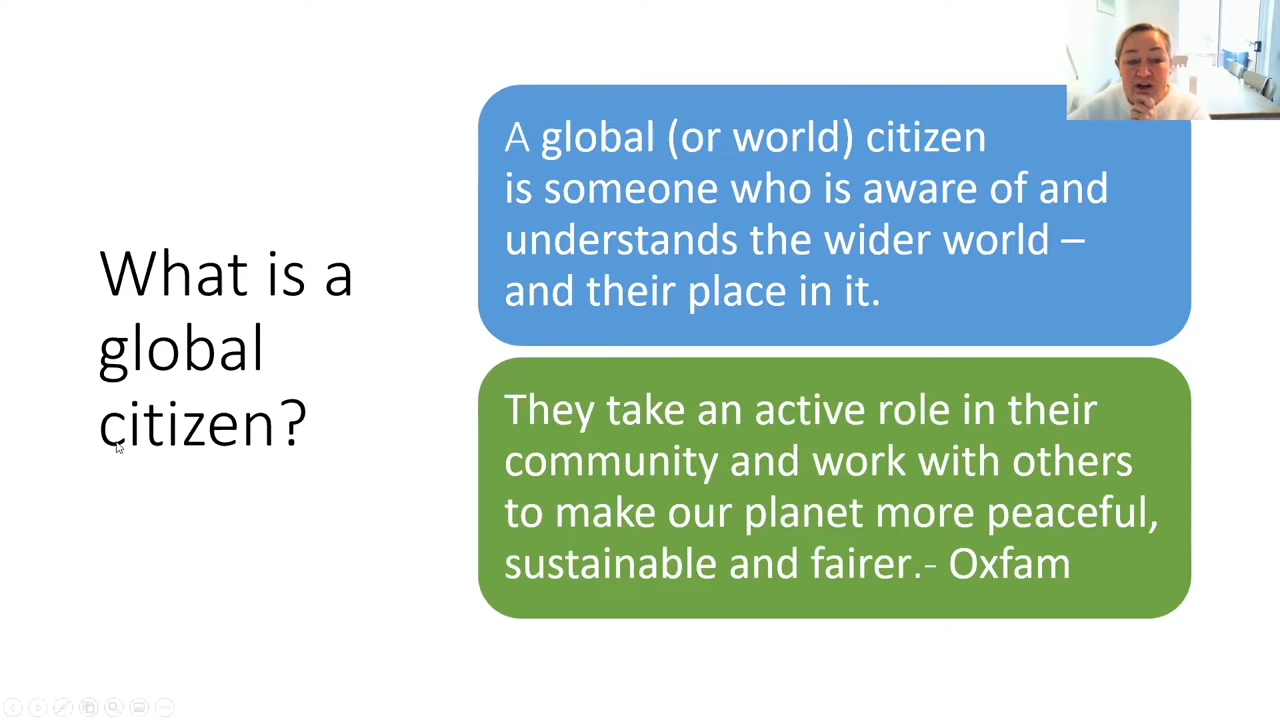 What is a
global
citizen?
A global (or world) citizen
is someone who is aware of and
understands the wider world –
and their place in it.
They take an active role in their
community and work with others
to make our planet more peaceful,
sustainable and fairer.- Oxfam